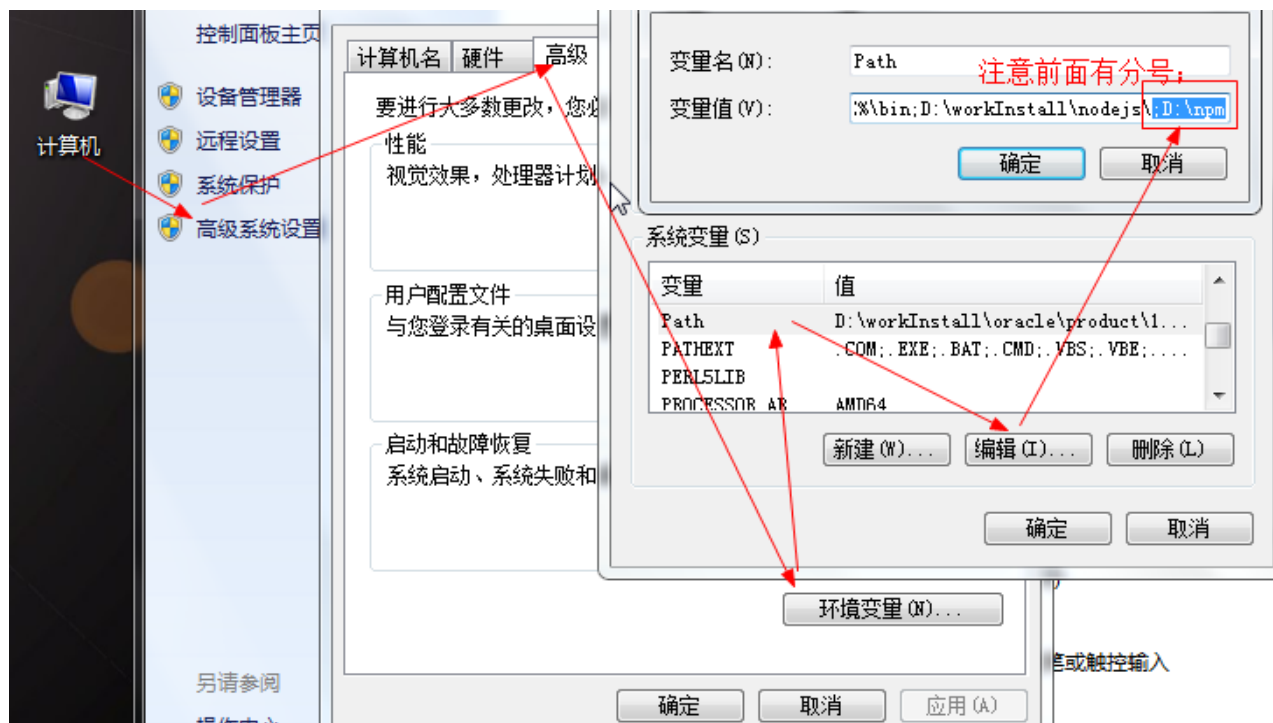 计算机
控制面板主页
设备管理器
远程设置
系统保护
高级系统设置
另请参阅
计算机名
硬件
高级
要进行大多数更改，您必
性能
视觉效果，处理器计划
用户配置文件
与您登录有关的桌面设
启动和故障恢复
系统启动、系统失败和
环境变量(N)...
确定
取消
应用(A)
变量名(N):
Path
注意前面有分号;
变量值(V):
%\bin;D:\workInstall\nodejs\;D:\npm
确定
取消
系统变量(S)
变量
值
Path
D:\workInstall\oracle\product\1...
PATHEXT
.COM;.EXE;.BAT;.CMD;.VBS;.VBE;....
PERL5LIB
PROCESSOR_AR
AMD64
新建(W)...
编辑(I)...
删除(L)
确定
取消
笔或触控输入